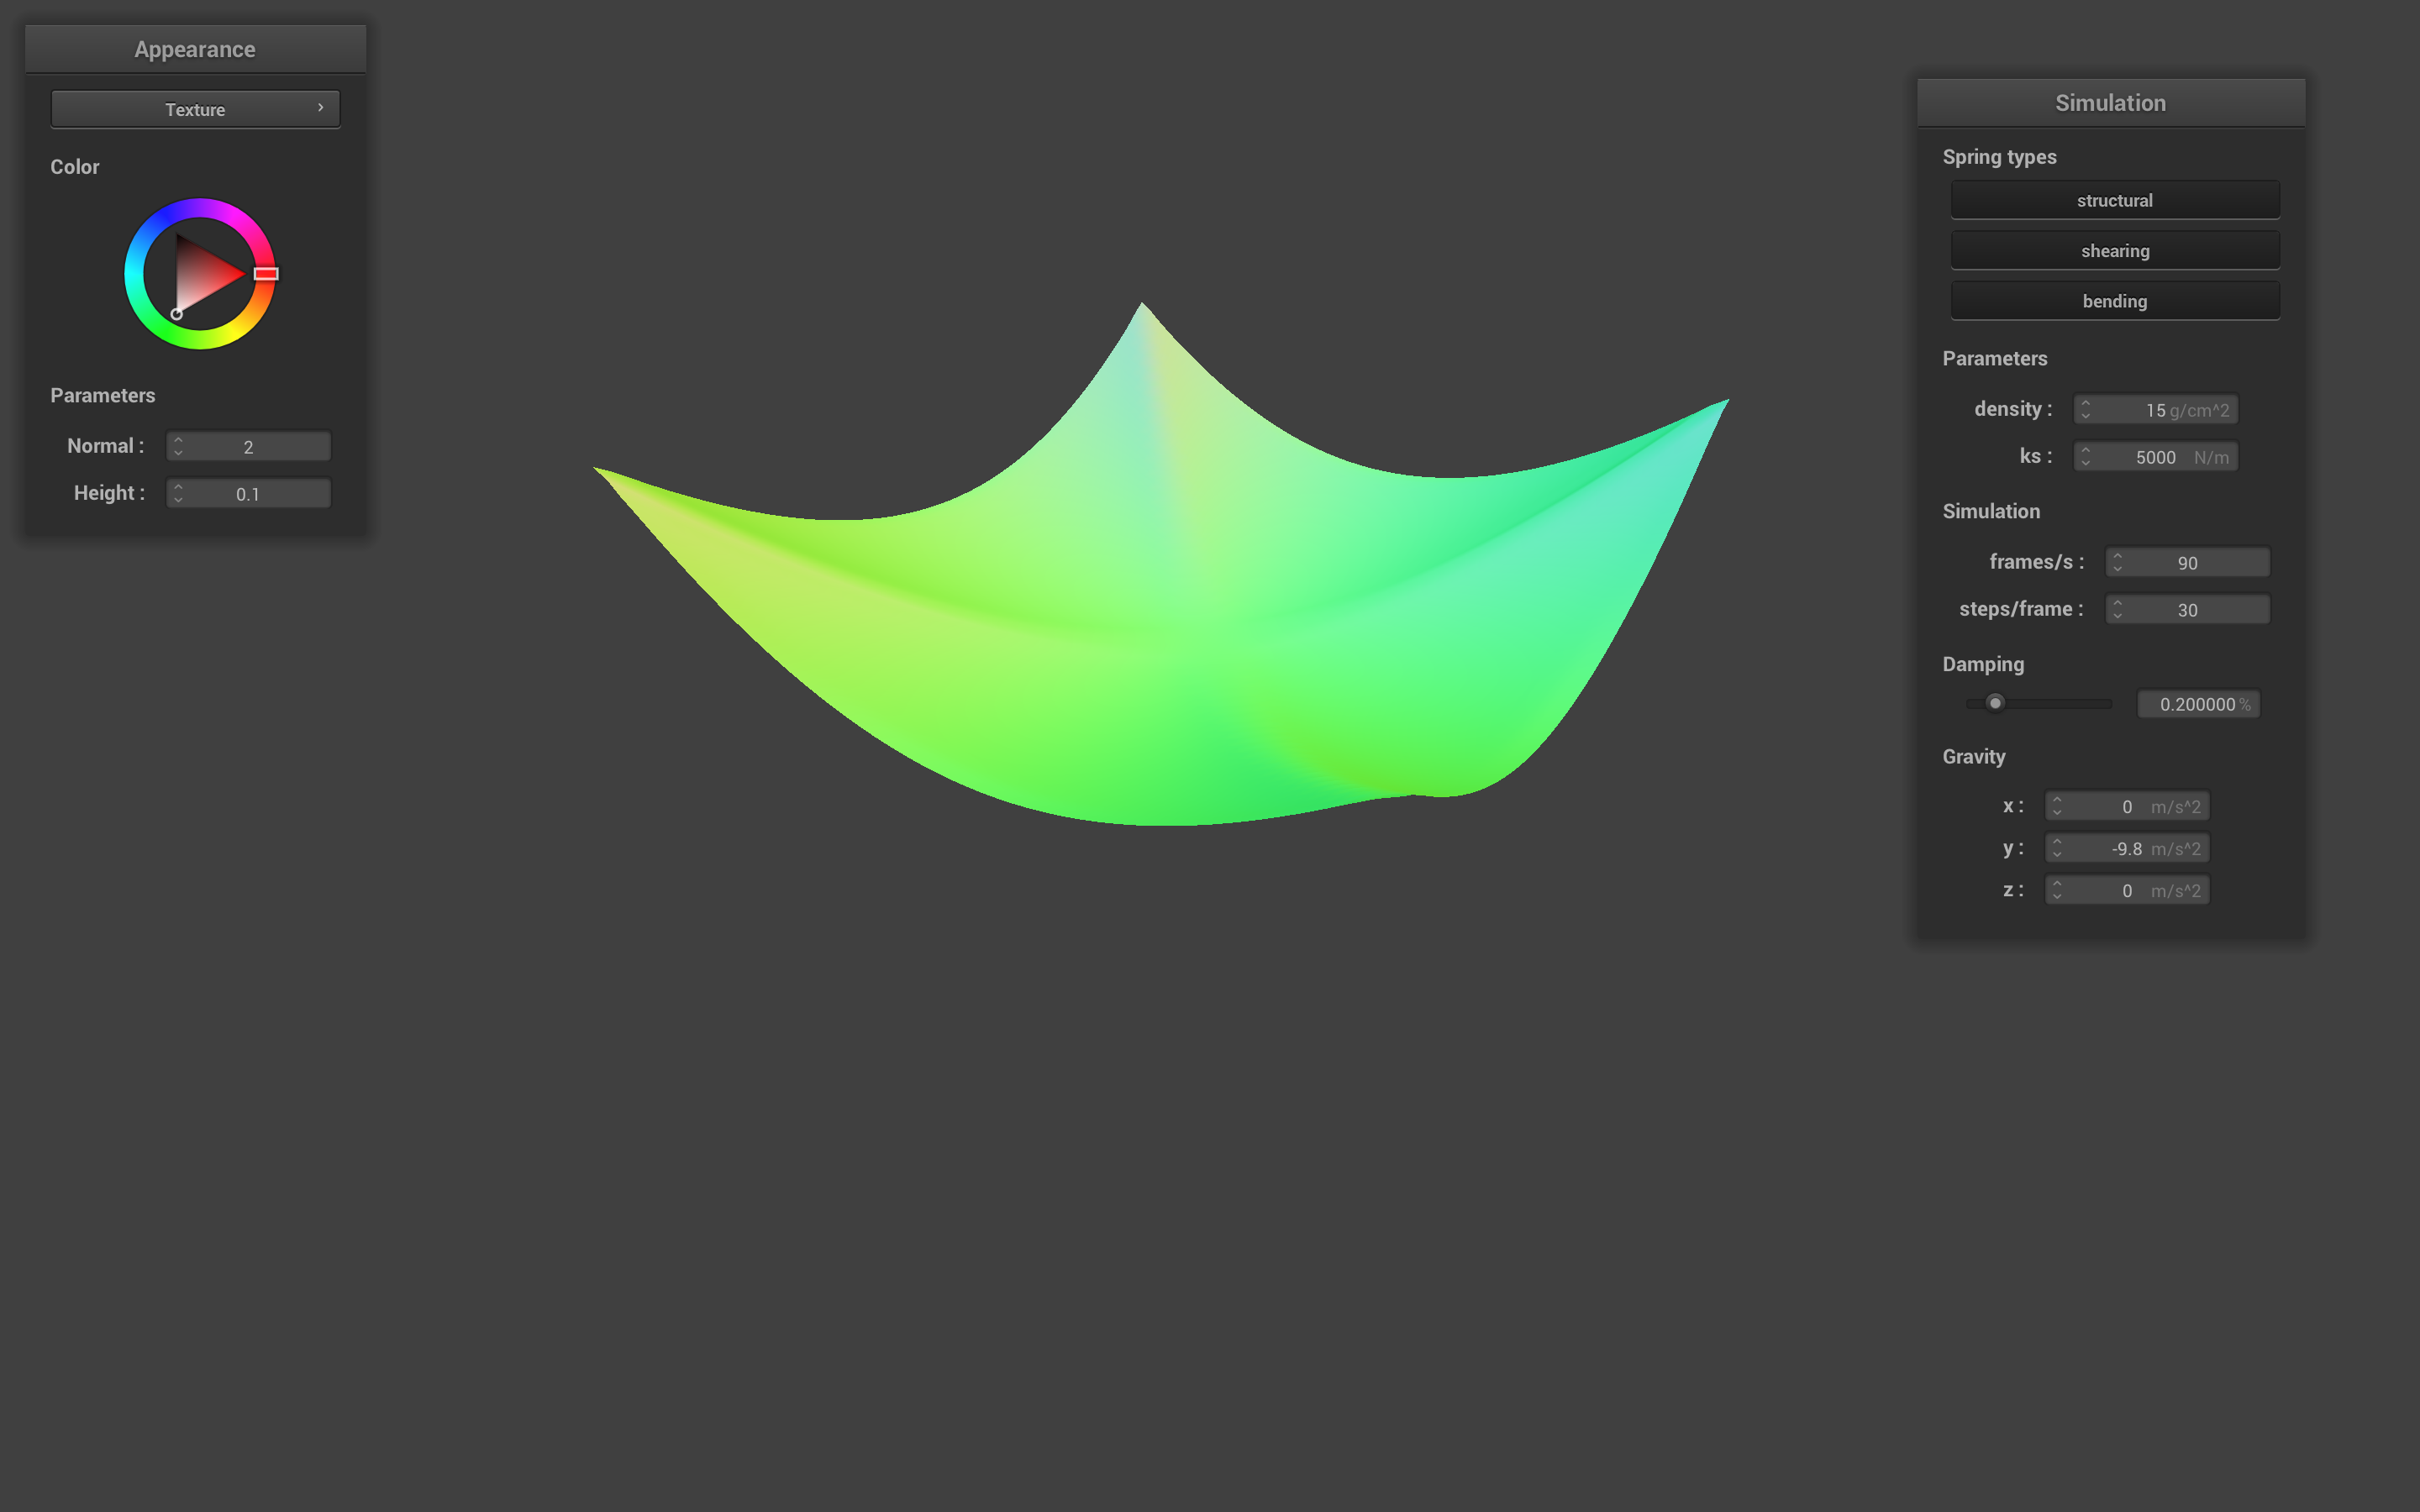 Appearance
Texture
Color
Parameters
Normal : 2
Height : 0.1
Simulation
Spring types
structural
shearing
bending
Parameters
density : 15 g/cm^2
ks : 5000 N/m
Simulation
frames/s : 90
steps/frame : 30
Damping
0.200000 %
Gravity
x : 0 m/s^2
y : -9.8 m/s^2
z : 0 m/s^2